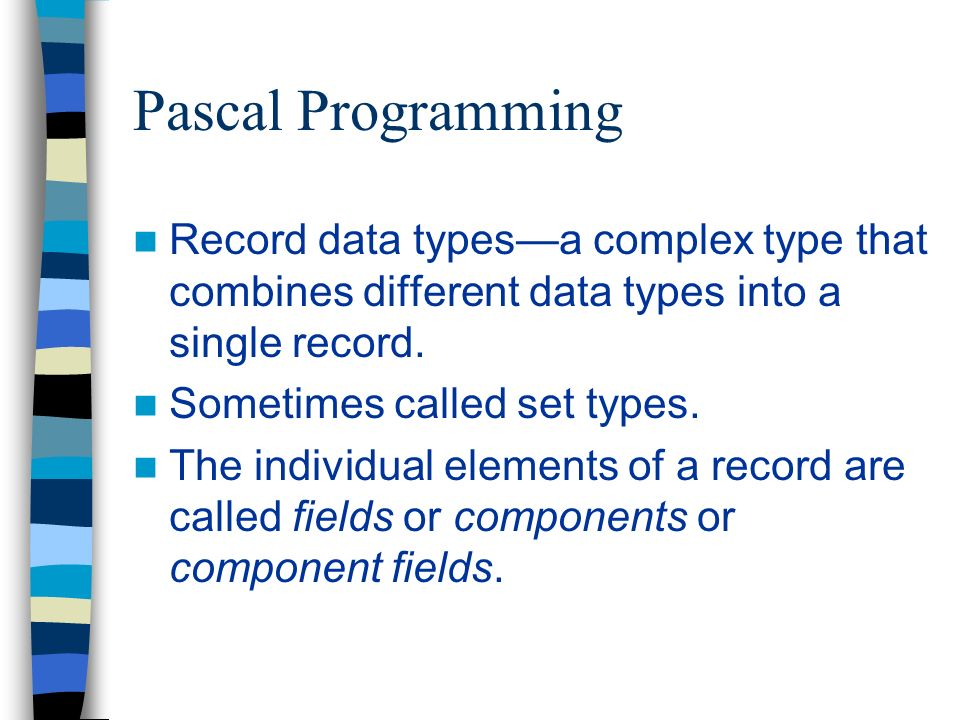 Pascal Programming
Record data types—a complex type that
combines different data types into a
single record.
Sometimes called set types.
The individual elements of a record are
called fields or components or
component fields.